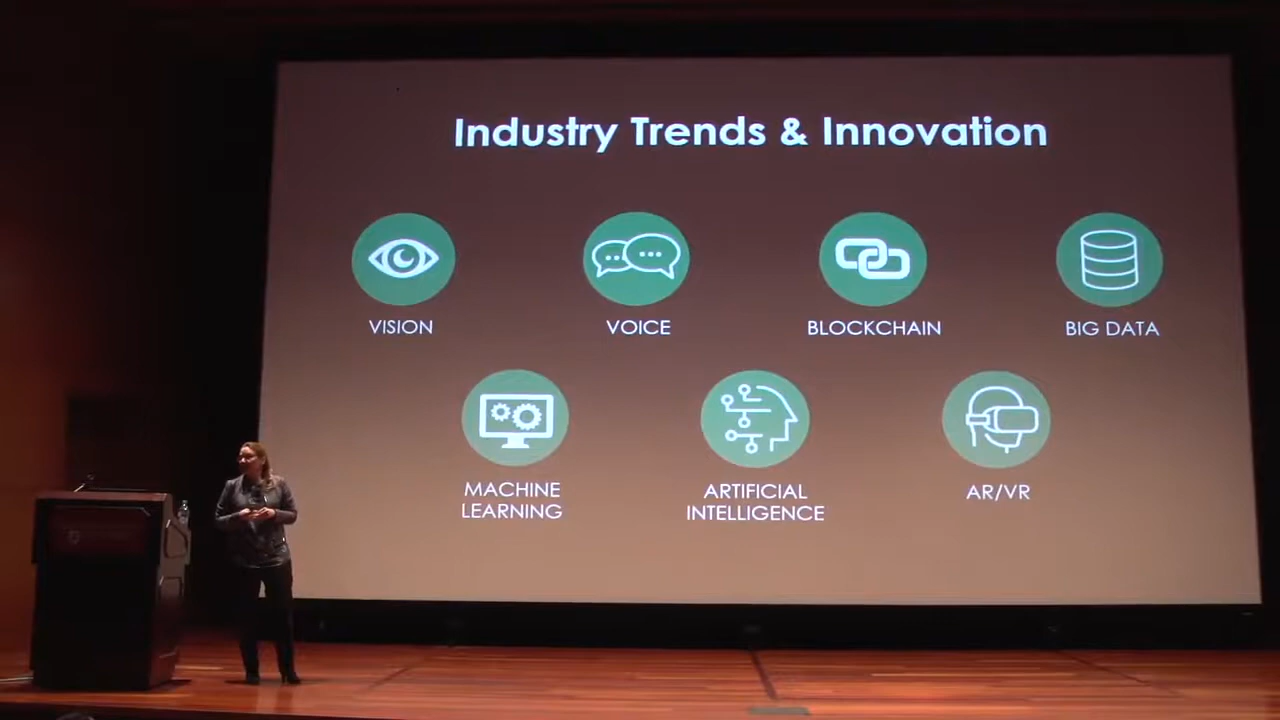 Industry Trends & Innovation
VISION
VOICE
BLOCKCHAIN
BIG DATA
MACHINE
LEARNING
ARTIFICIAL
INTELLIGENCE
AR/VR